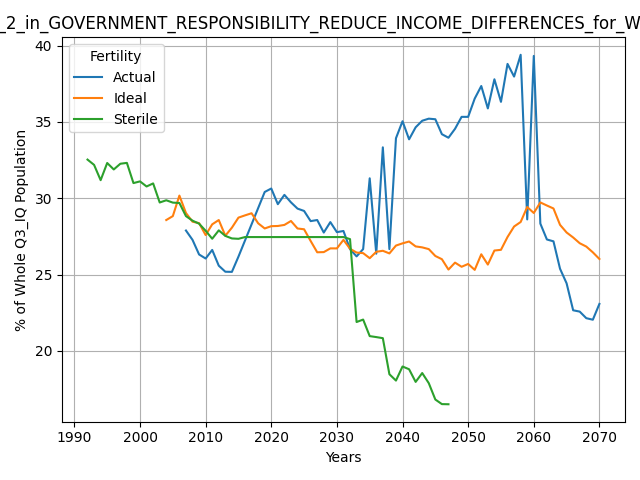 _2_in_GOVERNMENT_RESPONSIBILITY_REDUCE_INCOME_DIFFERENCES_for_W
Fertility
Actual
Ideal
Sterile
% of Whole Q3_IQ Population
40
35
30
25
20
1990 2000 2010 2020 2030 2040 2050 2060 2070
Years